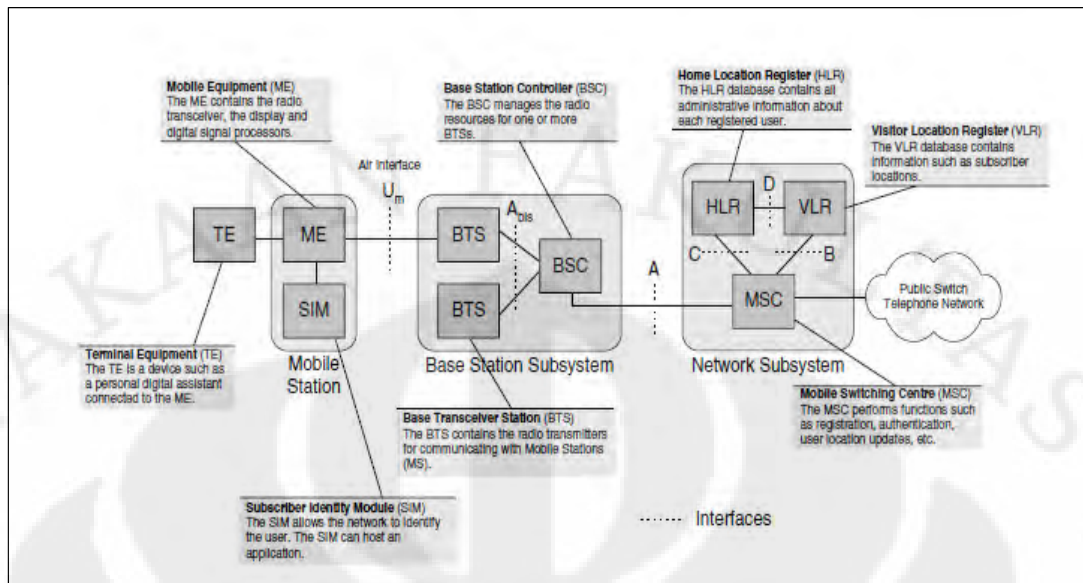 Mobile Equipment (ME)
The ME contains the radio
transceiver, the display and
digital signal processors.
Base Station Controller (BSC)
The BSC manages the radio
resources for one or more
BTSs.
Home Location Register (HLR)
The HLR database contains all
administrative information about
each registered user.
Visitor Location Register (VLR)
The VLR database contains
information such as subscriber
locations.
Air Interface
Um
Abis
TE
ME
SIM
BTS
BTS
BSC
A
HLR
D
VLR
C
B
MSC
Public Switch
Telephone Network
Mobile
Station
Base Station Subsystem
Network Subsystem
Terminal Equipment (TE)
The TE is a device such as
a personal digital assistant
connected to the ME.
Base Transceiver Station (BTS)
The BTS contains the radio transmitters
for communicating with Mobile Stations
(MS).
Mobile Switching Centre (MSC)
The MSC performs functions such
as registration, authentication,
user location updates, etc.
Subscriber Identity Module (SIM)
The SIM allows the network to identify
the user. The SIM can host an
application.
Interfaces